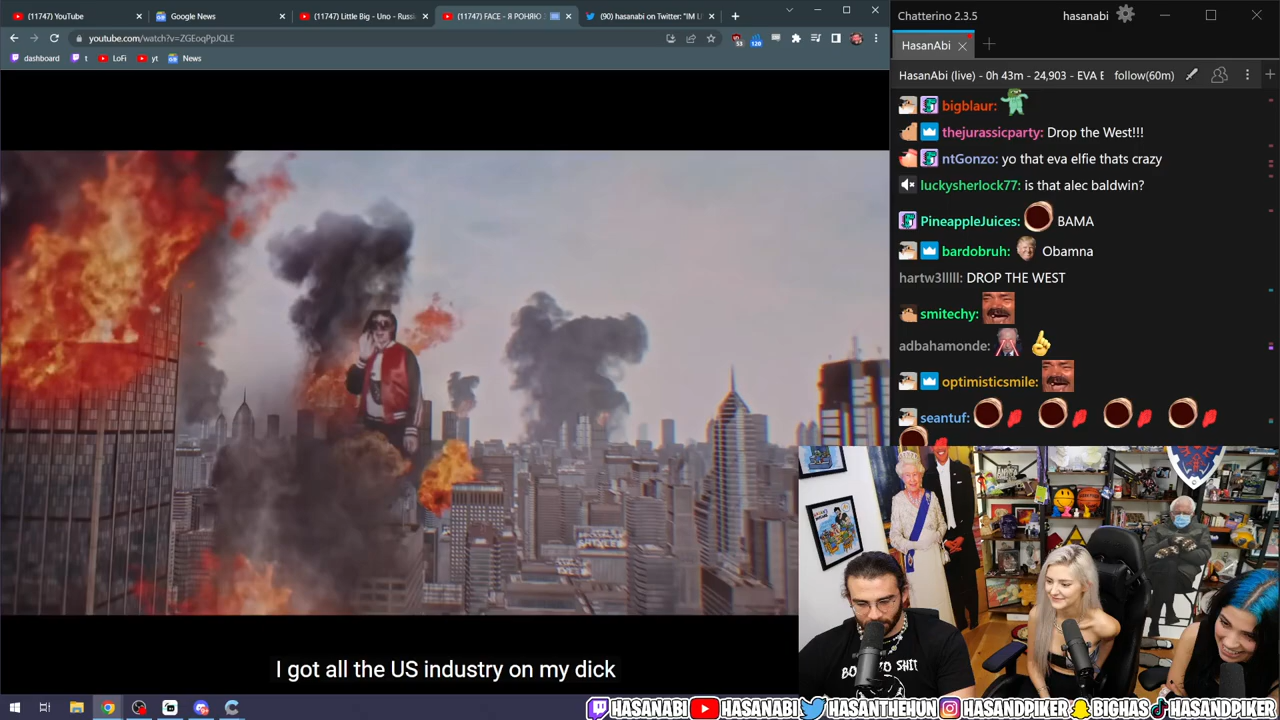 (11747) YouTube
Google News
(11747) Little Big - Uno - Russi
(11747) FACE - Я РОНЯЮ
(90) hasanabi on Twitter: "IM LI
youtube.com/watch?v=ZGEoqPpJQLE
53
120
dashboard
t
LoFi
yt
News
I got all the US industry on my dick
Chatterino 2.3.5
hasanabi
HasanAbi
HasanAbi (live) - 0h 43m - 24,903 - EVA E
follow(60m)
bigblaur:
thejurassicparty: Drop the West!!!
ntGonzo: yo that eva elfie thats crazy
luckysherlock77: is that alec baldwin?
PineappleJuices: BAMA
bardobruh: Obamna
hartw3lllll: DROP THE WEST
smitechy:
adbahamonde:
optimisticsmile:
seantuf:
HASANABI
HASANABI
HASANTHEHUN
HASANDPIKER
BIGHAS
HASANDPIKER